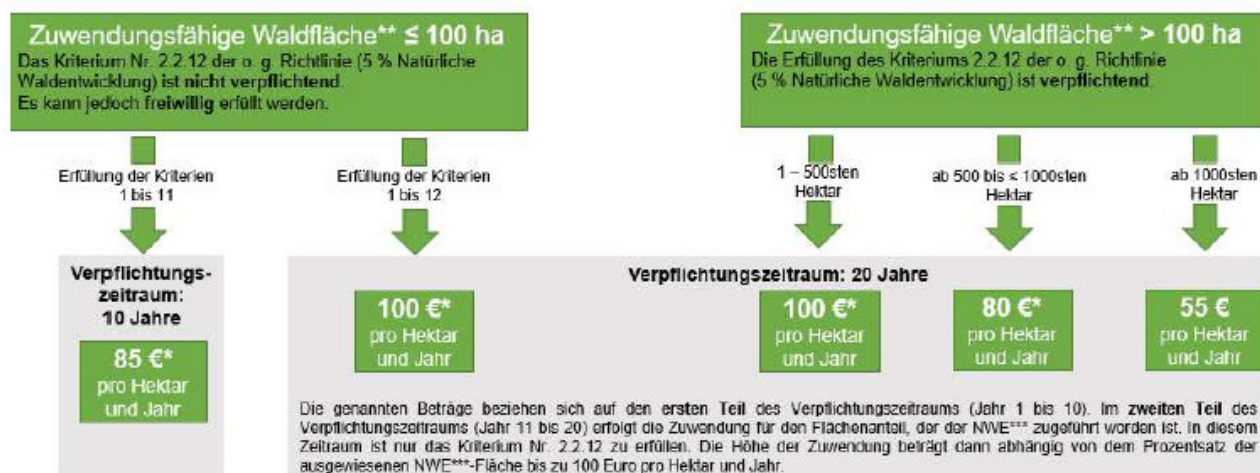 Zuwendungsfähige Waldfläche** ≤ 100 ha
Das Kriterium Nr. 2.2.12 der o. g. Richtlinie (5 % Natürliche
Waldentwicklung) ist nicht verpflichtend.
Es kann jedoch freiwillig erfüllt werden.
Zuwendungsfähige Waldfläche** > 100 ha
Die Erfüllung des Kriteriums 2.2.12 der o. g. Richtlinie
(5 % Natürliche Waldentwicklung) ist verpflichtend.
Erfüllung der Kriterien
1 bis 11
Erfüllung der Kriterien
1 bis 12
1 – 500sten
Hektar
ab 500 bis ≤ 1000sten
Hektar
ab 1000sten
Hektar
Verpflichtungs-
zeitraum:
10 Jahre
85 €*
pro Hektar
und Jahr
Verpflichtungszeitraum: 20 Jahre
100 €*
pro Hektar
und Jahr
100 €*
pro Hektar
und Jahr
80 €*
pro Hektar
und Jahr
55 €
pro Hektar
und Jahr
Die genannten Beträge beziehen sich auf den ersten Teil des Verpflichtungszeitraums (Jahr 1 bis 10). Im zweiten Teil des
Verpflichtungszeitraums (Jahr 11 bis 20) erfolgt die Zuwendung für den Flächenanteil, der der NWE*** zugeführt worden ist. In diesem
Zeitraum ist nur das Kriterium Nr. 2.2.12 zu erfüllen. Die Höhe der Zuwendung beträgt dann abhängig von dem Prozentsatz der
ausgewiesenen NWE***-Fläche bis zu 100 Euro pro Hektar und Jahr.